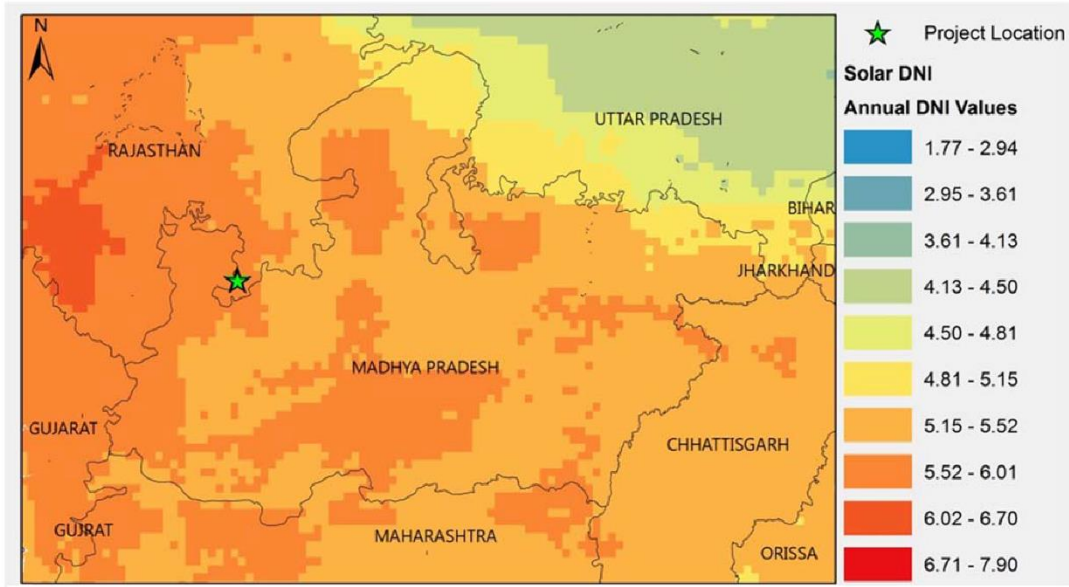 N
RAJASTHAN
UTTAR PRADESH
BIHAR
JHARKHAND
MADHYA PRADESH
GUJARAT
CHHATTISGARH
GUJRAT
MAHARASHTRA
ORISSA
Project Location
Solar DNI
Annual DNI Values
1.77 - 2.94
2.95 - 3.61
3.61 - 4.13
4.13 - 4.50
4.50 - 4.81
4.81 - 5.15
5.15 - 5.52
5.52 - 6.01
6.02 - 6.70
6.71 - 7.90